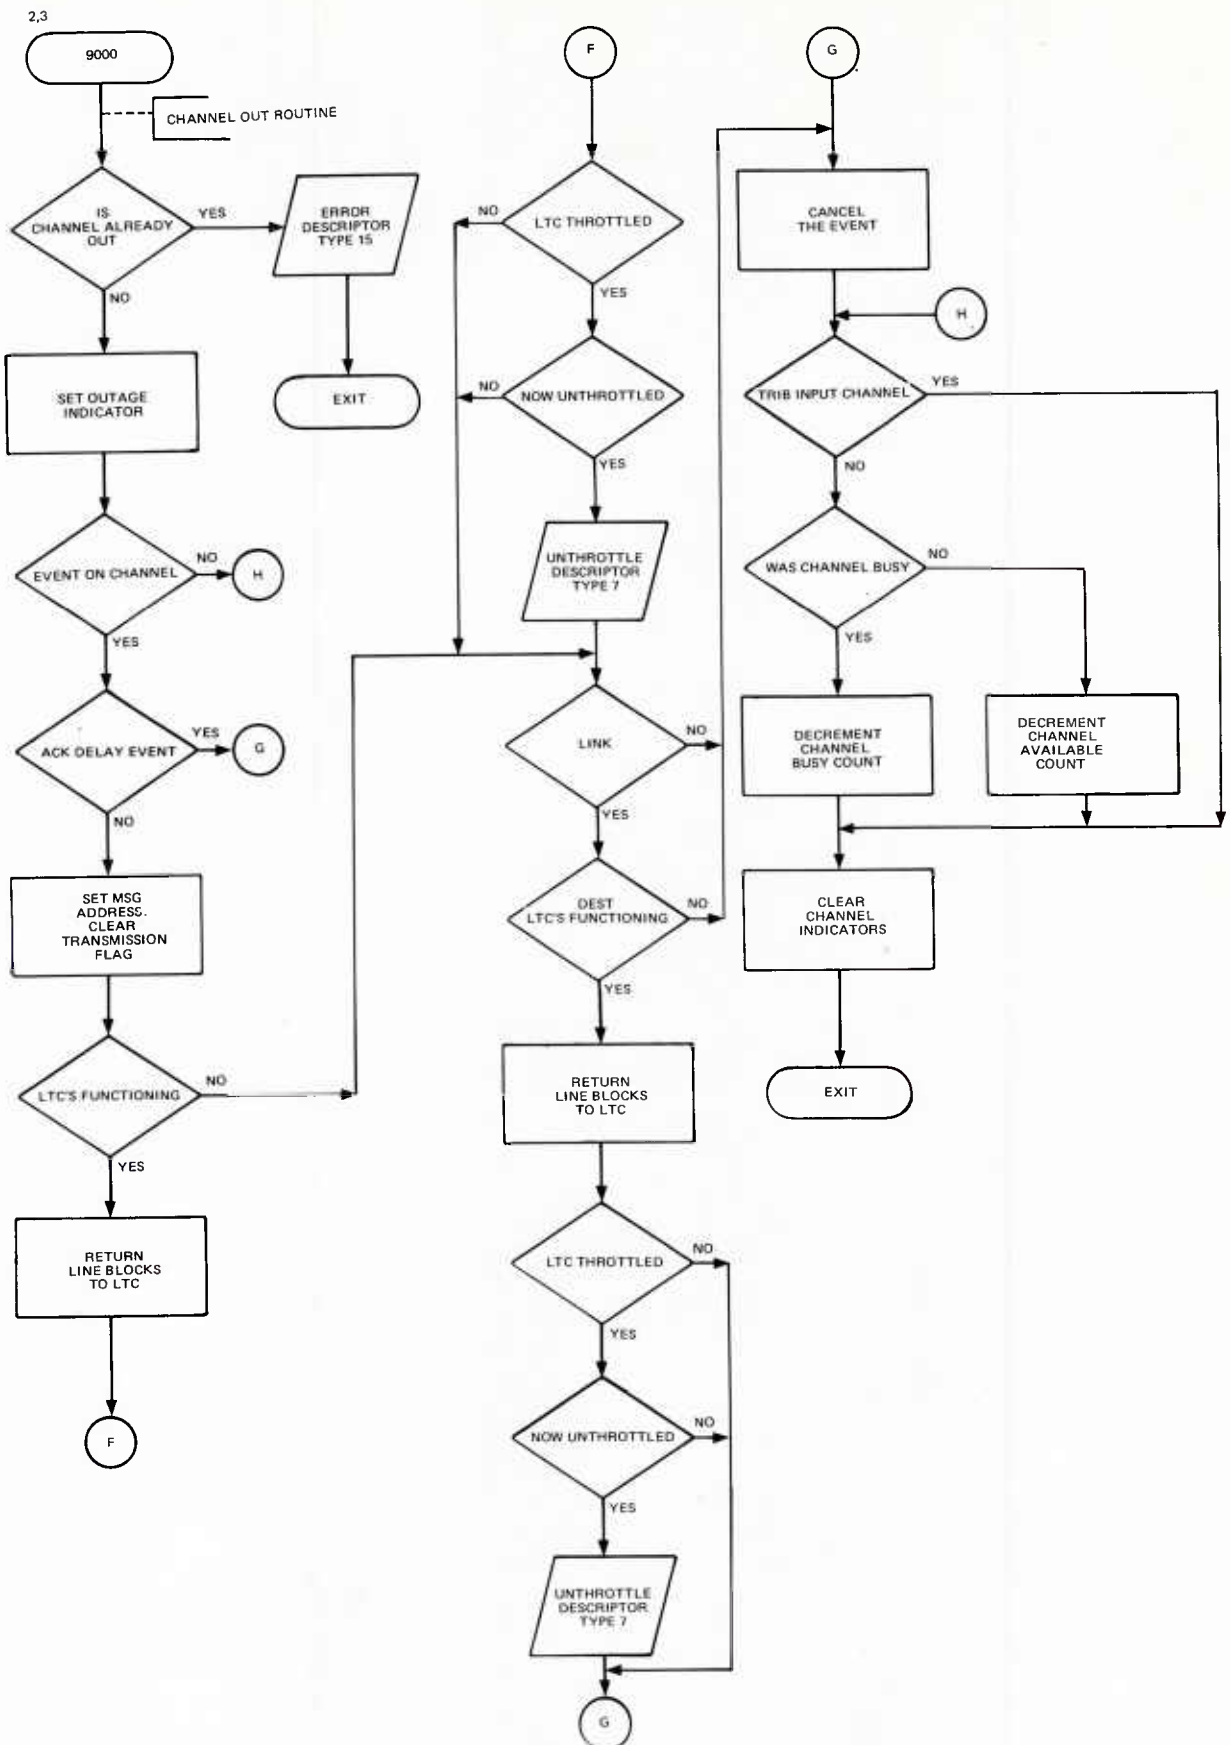 2,3
9000
CHANNEL OUT ROUTINE
IS
CHANNEL ALREADY
OUT
YES
ERROR
DESCRIPTOR
TYPE 15
EXIT
NO
SET OUTAGE
INDICATOR
EVENT ON CHANNEL
NO
H
YES
ACK DELAY EVENT
YES
G
NO
SET MSG
ADDRESS.
CLEAR
TRANSMISSION
FLAG
LTC'S FUNCTIONING
NO
YES
RETURN
LINE BLOCKS
TO LTC
F
F
LTC THROTTLED
NO
YES
NOW UNTHROTTLED
NO
YES
UNTHROTTLE
DESCRIPTOR
TYPE 7
LINK
NO
YES
DEST
LTC'S FUNCTIONING
NO
YES
RETURN
LINE BLOCKS
TO LTC
LTC THROTTLED
NO
YES
NOW UNTHROTTLED
NO
YES
UNTHROTTLE
DESCRIPTOR
TYPE 7
G
G
CANCEL
THE EVENT
H
TRIB INPUT CHANNEL
YES
NO
WAS CHANNEL BUSY
NO
YES
DECREMENT
CHANNEL
BUSY COUNT
DECREMENT
CHANNEL
AVAILABLE
COUNT
CLEAR
CHANNEL
INDICATORS
EXIT